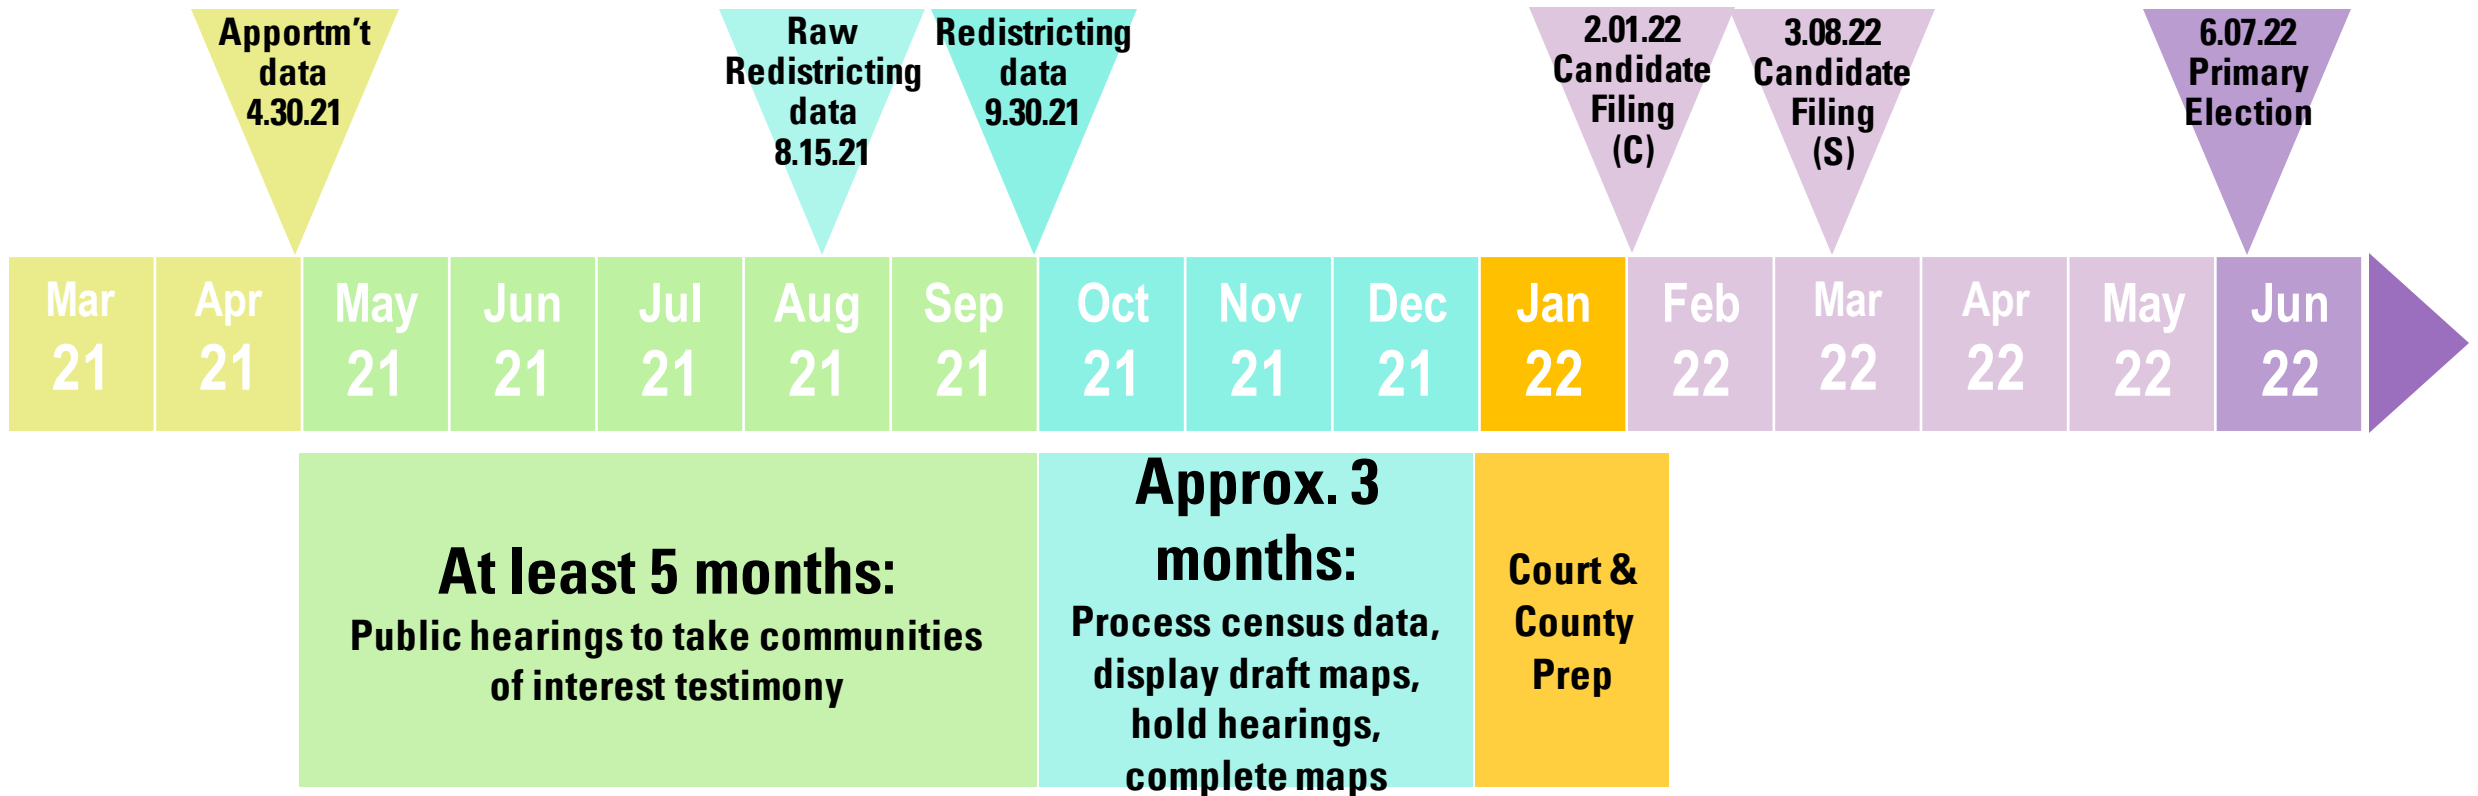 Apportm't
data
4.30.21
Raw
Redistricting
data
8.15.21
Redistricting
data
9.30.21
2.01.22
Candidate
Filing
(C)
3.08.22
Candidate
Filing
(S)
6.07.22
Primary
Election
Mar
21
Apr
21
May
21
Jun
21
Jul
21
Aug
21
Sep
21
Oct
21
Nov
21
Dec
21
Jan
22
Feb
22
Mar
22
Apr
22
May
22
Jun
22
At least 5 months:
Public hearings to take communities
of interest testimony
Approx. 3
months:
Process census data,
display draft maps,
hold hearings,
complete maps
Court &
County
Prep